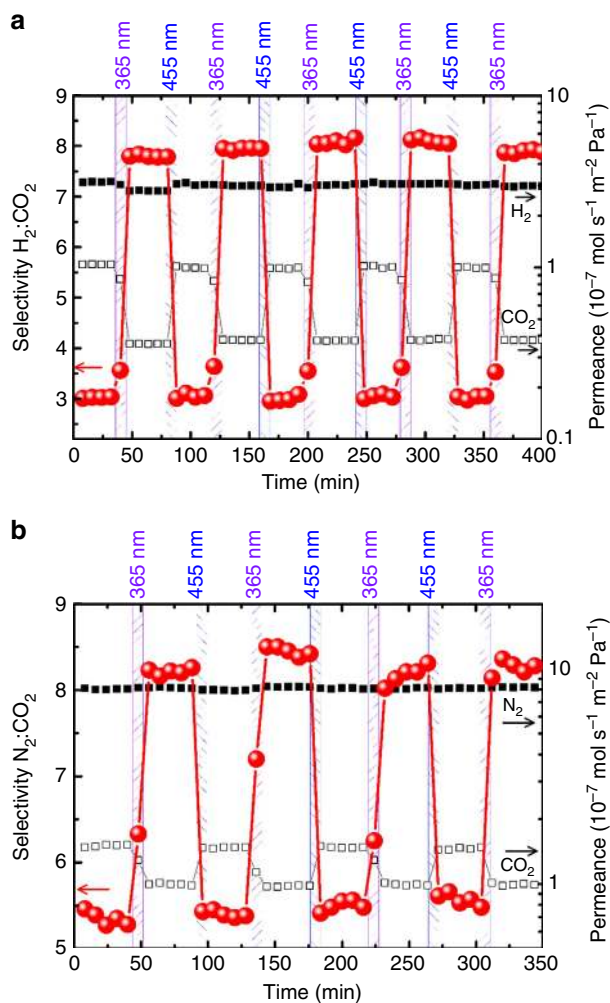 a
365 nm
455 nm
365 nm
455 nm
365 nm
455 nm
365 nm
455 nm
365 nm
9
8
7
6
5
4
3
Selectivity H2:CO2
10
1
0.1
Permeance (10–7 mol s–1 m–2 Pa–1)
H2
CO2
0 50 100 150 200 250 300 350 400
Time (min)
b
365 nm
455 nm
365 nm
455 nm
365 nm
455 nm
365 nm
9
8
7
6
5
Selectivity N2:CO2
10
1
Permeance (10–7 mol s–1 m–2 Pa–1)
N2
CO2
0 50 100 150 200 250 300 350
Time (min)